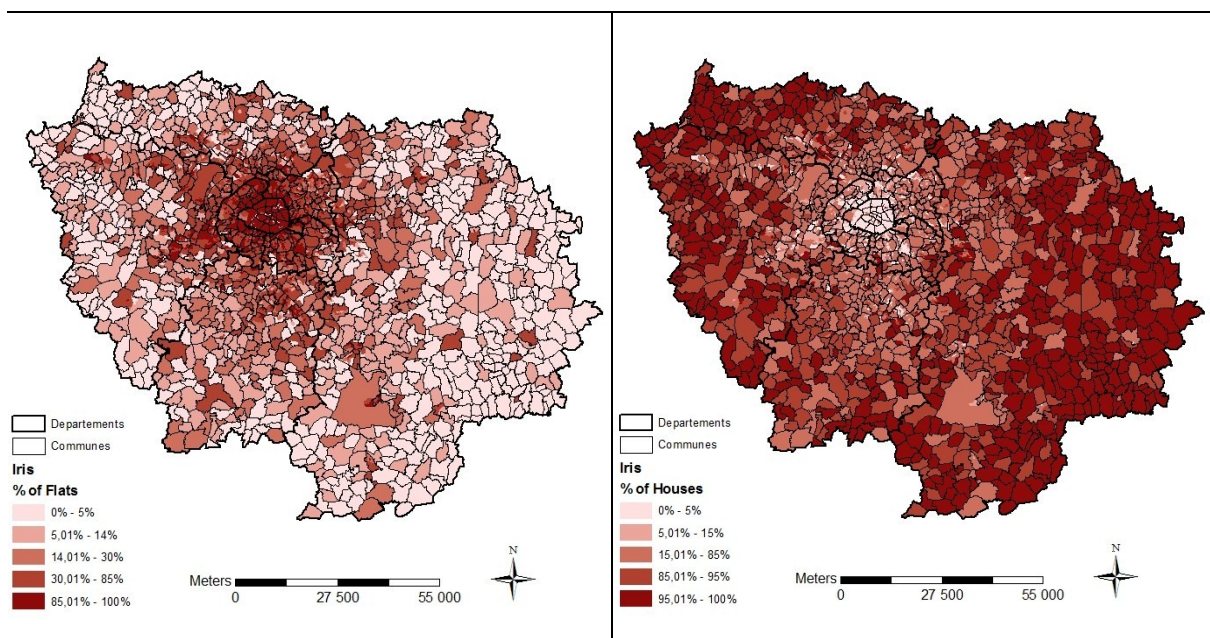 Departements
Communes
Iris
% of Flats
0% - 5%
5,01% - 14%
14,01% - 30%
30,01% - 85%
85,01% - 100%
Meters
0
27 500
55 000
N
Departements
Communes
Iris
% of Houses
0% - 5%
5,01% - 15%
15,01% - 85%
85,01% - 95%
95,01% - 100%
Meters
0
27 500
55 000
N